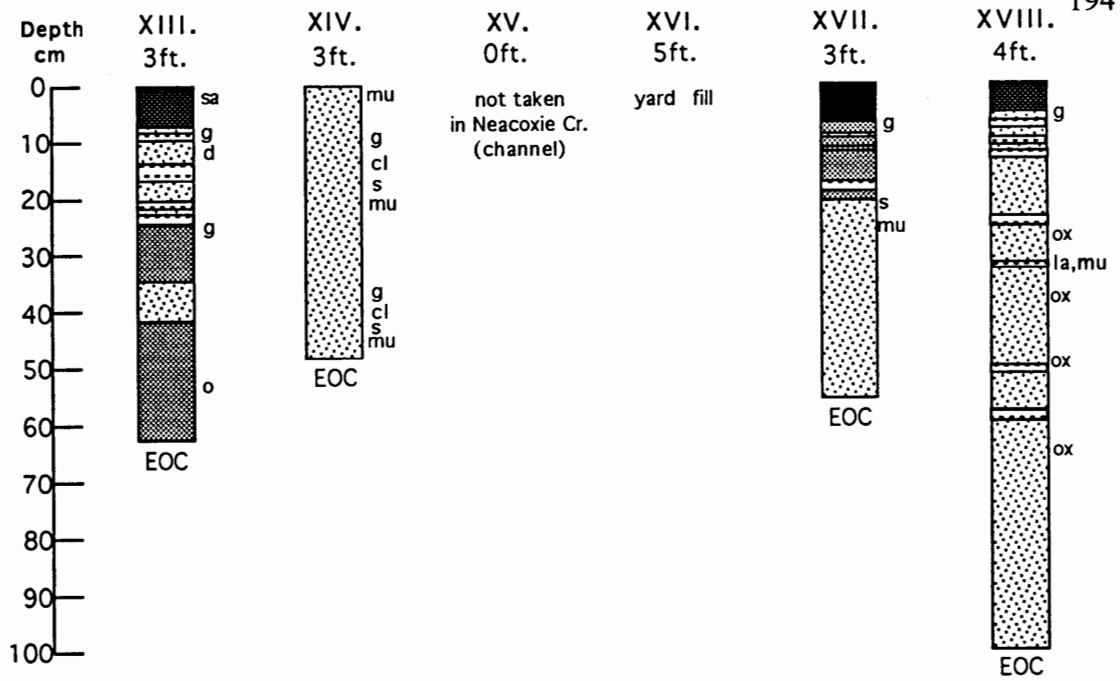 194
Depth
cm
XIII.
3ft.
XIV.
3ft.
XV.
0ft.
XVI.
5ft.
XVII.
3ft.
XVIII.
4ft.
0
10
20
30
40
50
60
70
80
90
100
sa
g
d
g
o
EOC
mu
g
cl
s
mu
g
cl
s
mu
EOC
not taken
in Neacoxie Cr.
(channel)
yard fill
g
s
mu
EOC
g
ox
la,mu
ox
ox
ox
EOC